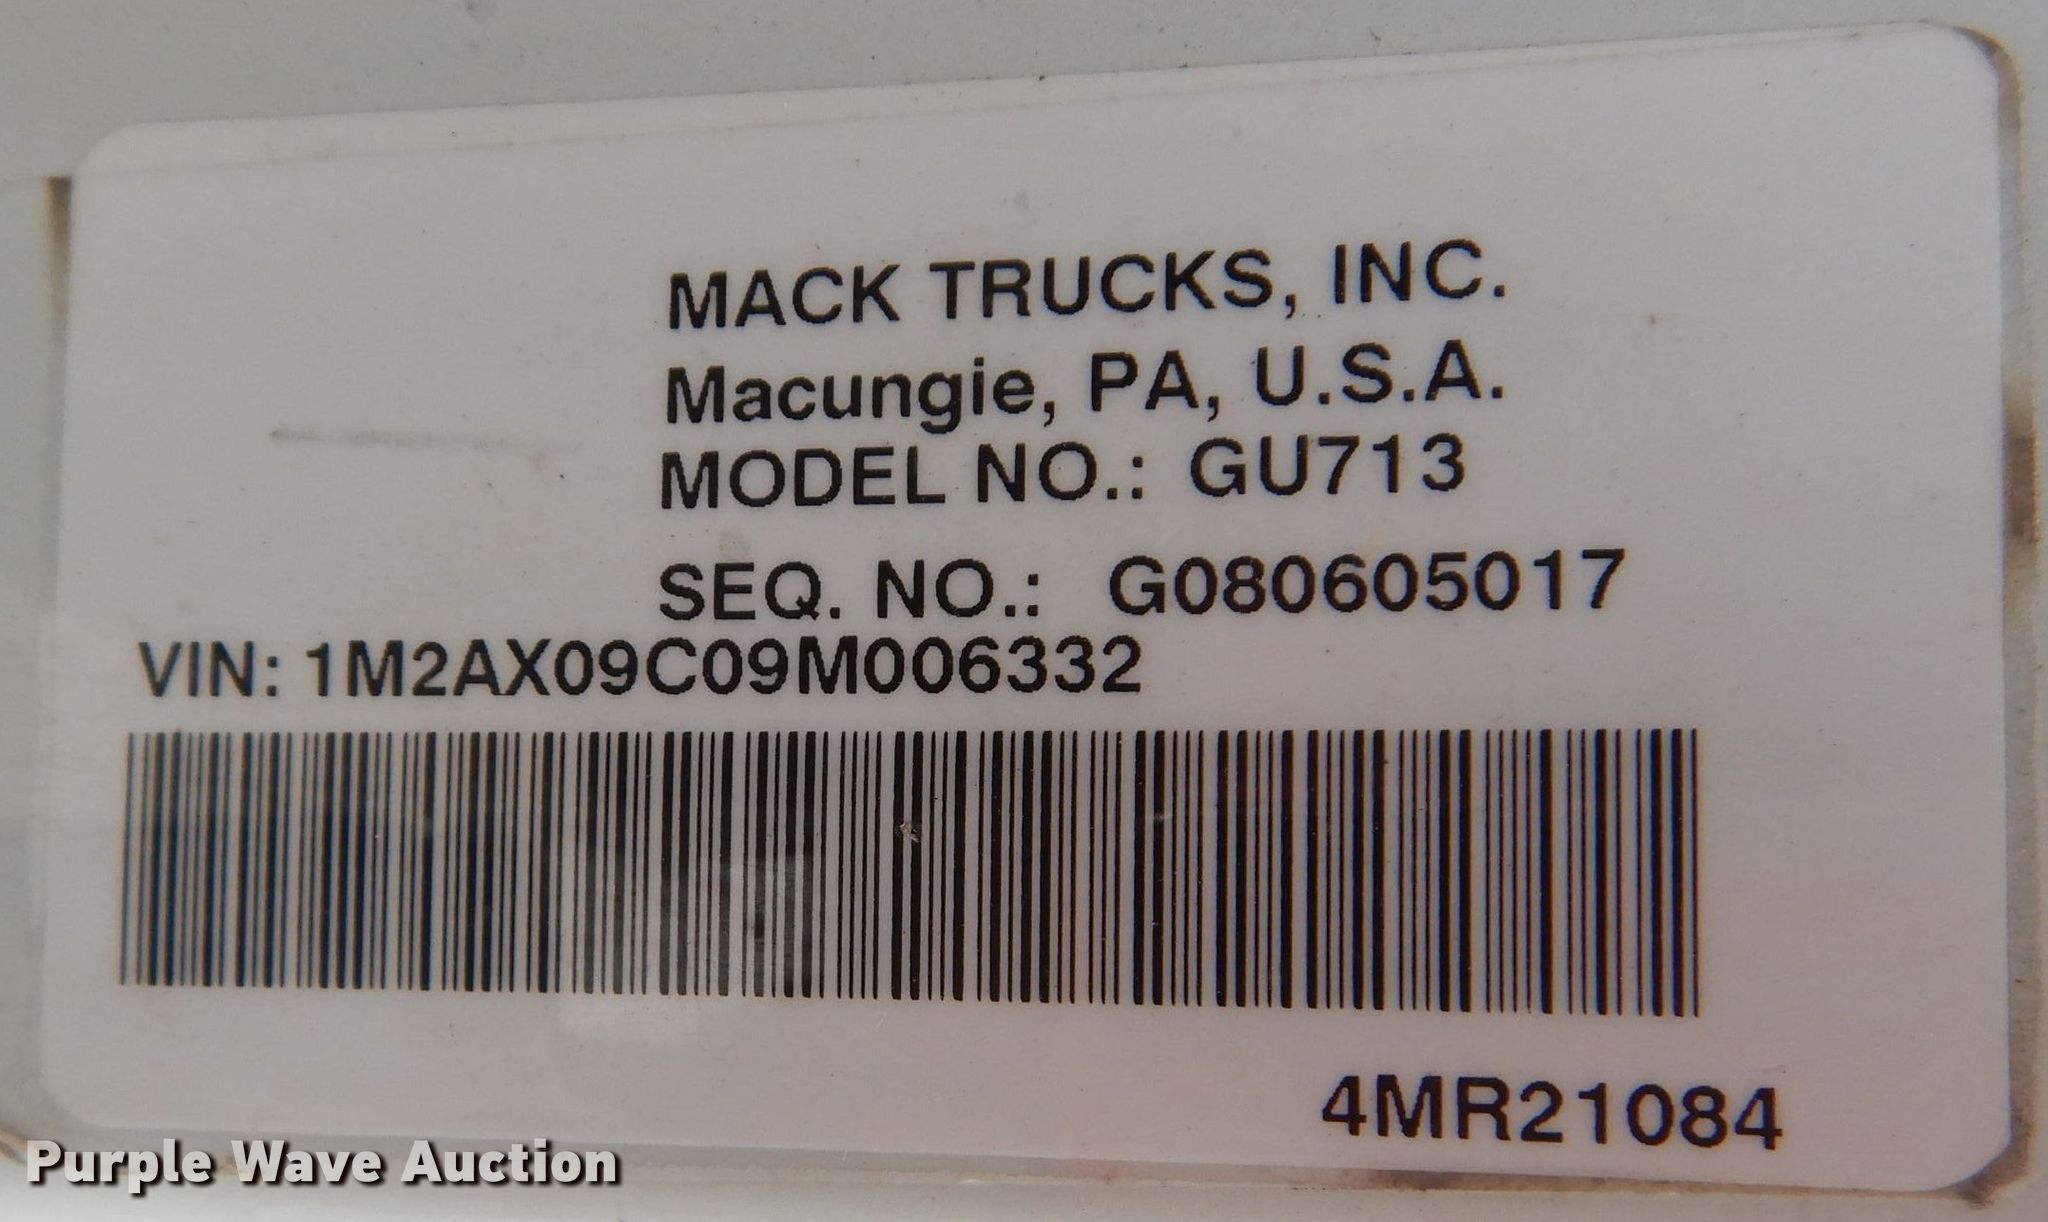 MACK TRUCKS, INC.
Macungie, PA, U.S.A.
MODEL NO.: GU713
SEQ. NO.: G080605017
VIN: 1M2AX09C09M006332
4MR21084
Purple Wave Auction